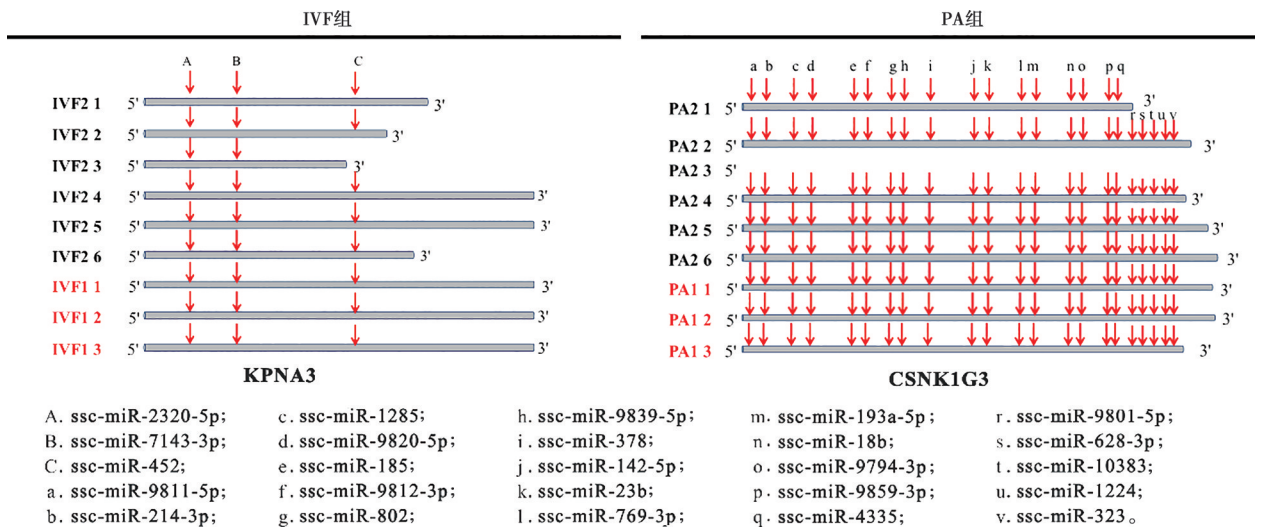 IVF组
A B C
IVF2 1 5' 3'
IVF2 2 5' 3'
IVF2 3 5' 3'
IVF2 4 5' 3'
IVF2 5 5' 3'
IVF2 6 5' 3'
IVF1 1 5' 3'
IVF1 2 5' 3'
IVF1 3 5' 3'
KPNA3
PA组
a b c d e f g h i j k l m n o p q
PA2 1 5' 3'
r s t u v
PA2 2 5' 3'
PA2 3 5'
PA2 4 5' 3'
PA2 5 5' 3'
PA2 6 5' 3'
PA1 1 5' 3'
PA1 2 5' 3'
PA1 3 5' 3'
CSNK1G3
A. ssc-miR-2320-5p;
B. ssc-miR-7143-3p;
C. ssc-miR-452;
a. ssc-miR-9811-5p;
b. ssc-miR-214-3p;
c. ssc-miR-1285;
d. ssc-miR-9820-5p;
e. ssc-miR-185;
f. ssc-miR-9812-3p;
g. ssc-miR-802;
h. ssc-miR-9839-5p;
i. ssc-miR-378;
j. ssc-miR-142-5p;
k. ssc-miR-23b;
l. ssc-miR-769-3p;
m. ssc-miR-193a-5p;
n. ssc-miR-18b;
o. ssc-miR-9794-3p;
p. ssc-miR-9859-3p;
q. ssc-miR-4335;
r. ssc-miR-9801-5p;
s. ssc-miR-628-3p;
t. ssc-miR-10383;
u. ssc-miR-1224;
v. ssc-miR-323。